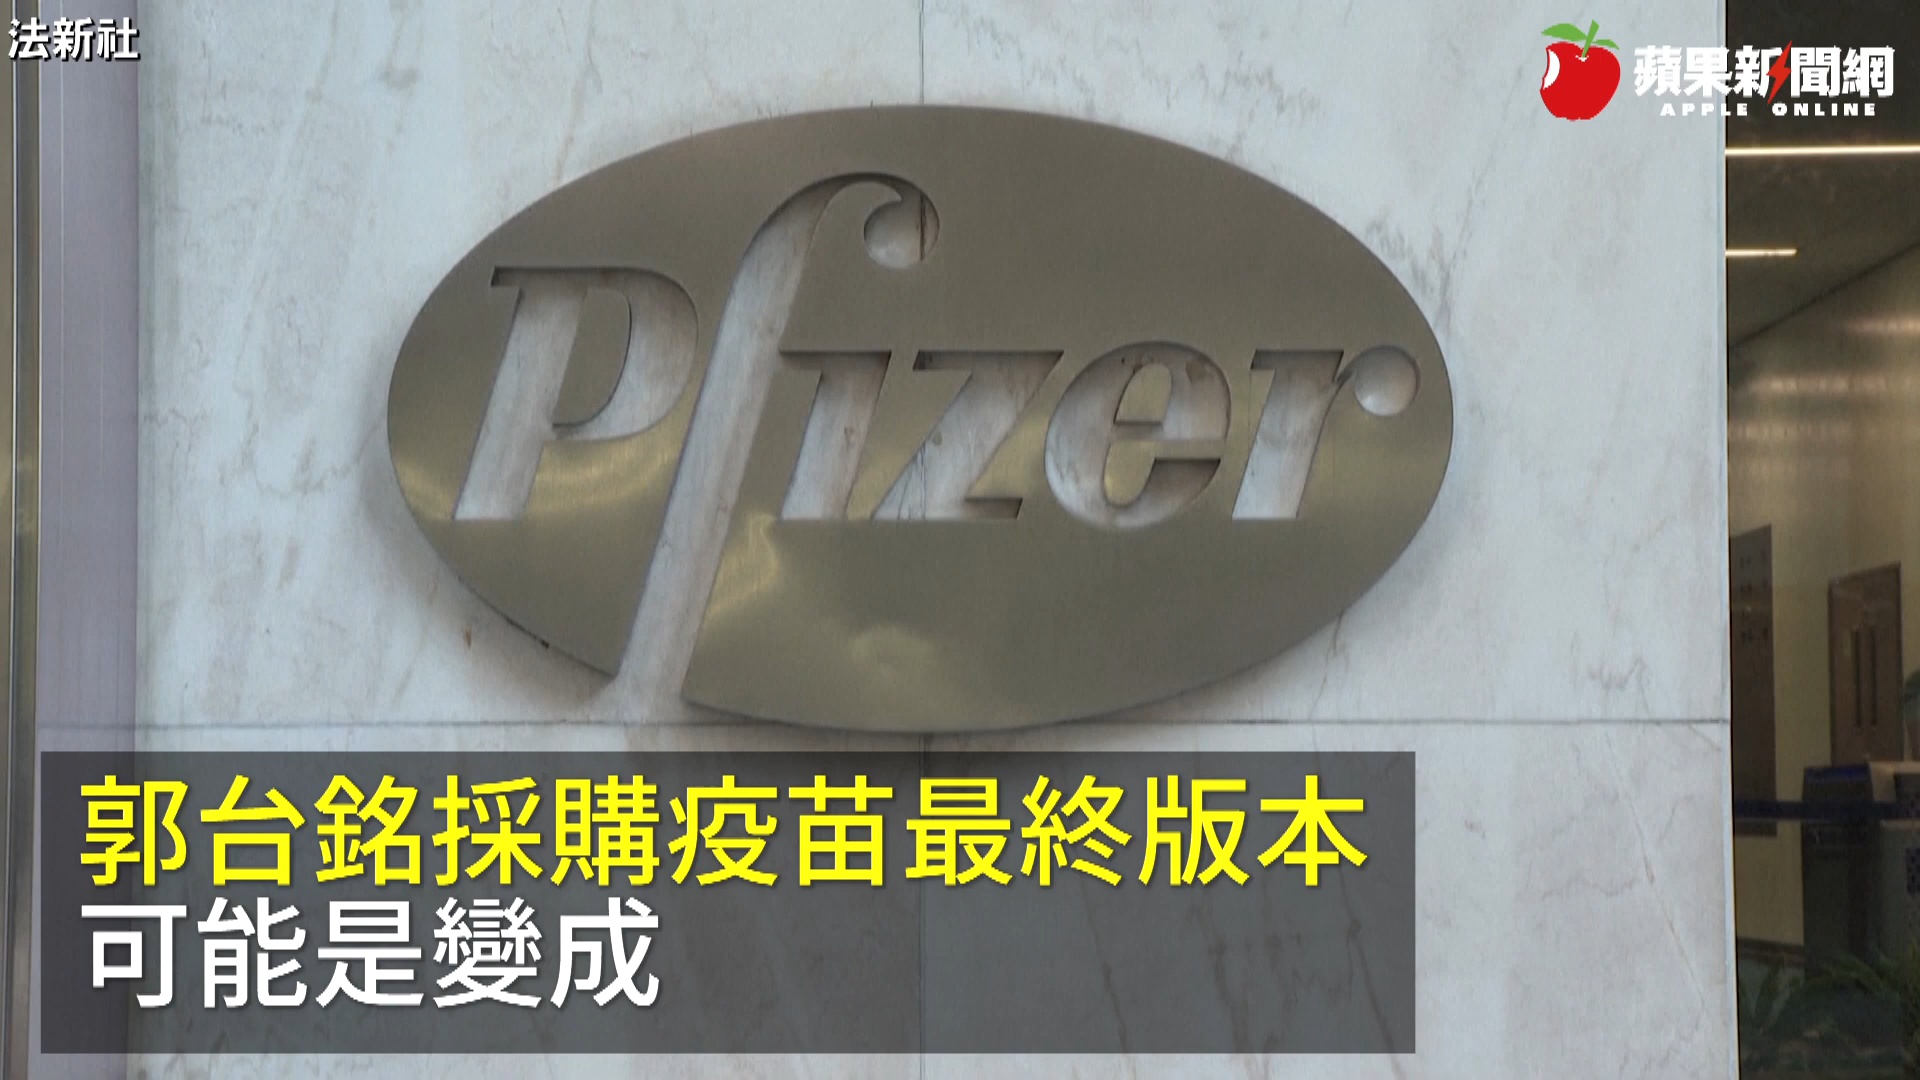 法新社
蘋果新聞網
APPLE ONLINE
Pfizer
郭台銘採購疫苗最終版本
可能是變成